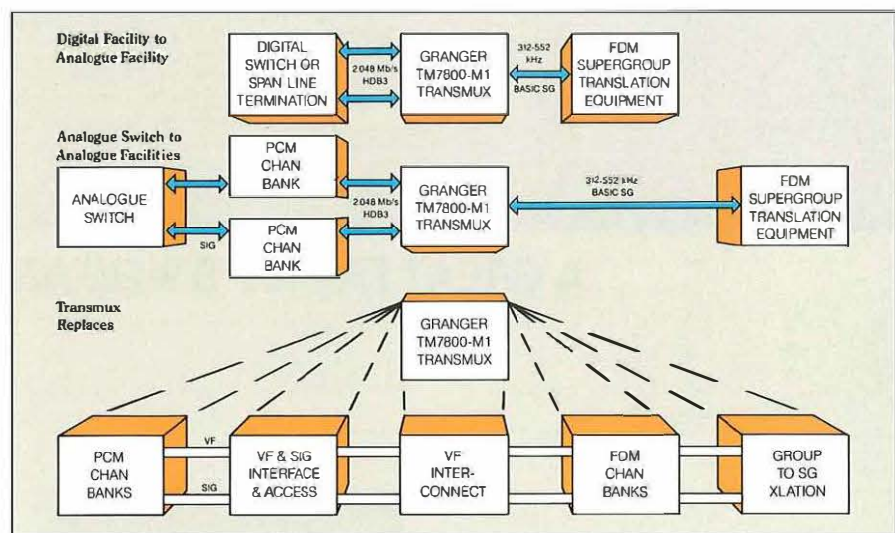 Digital Facility to
Analogue Facility
DIGITAL
SWITCH OR
SPAN LINE
TERMINATION
2.048 Mb/s
HDB3
GRANGER
TM7800-M1
TRANSMUX
312-552
kHz
BASIC SG
FDM
SUPERGROUP
TRANSLATION
EQUIPMENT
Analogue Switch to
Analogue Facilities
ANALOGUE
SWITCH
SIG
PCM
CHAN
BANK
PCM
CHAN
BANK
2.048 Mb/s
HDB3
GRANGER
TM7800-M1
TRANSMUX
312-552 kHz
BASIC SG
FDM
SUPERGROUP
TRANSLATION
EQUIPMENT
Transmux
Replaces
GRANGER
TM7800-M1
TRANSMUX
PCM
CHAN
BANKS
VF
SIG
VF & SIG
INTERFACE
& ACCESS
VF
INTER-
CONNECT
FDM
CHAN
BANKS
GROUP
TO SG
XLATION